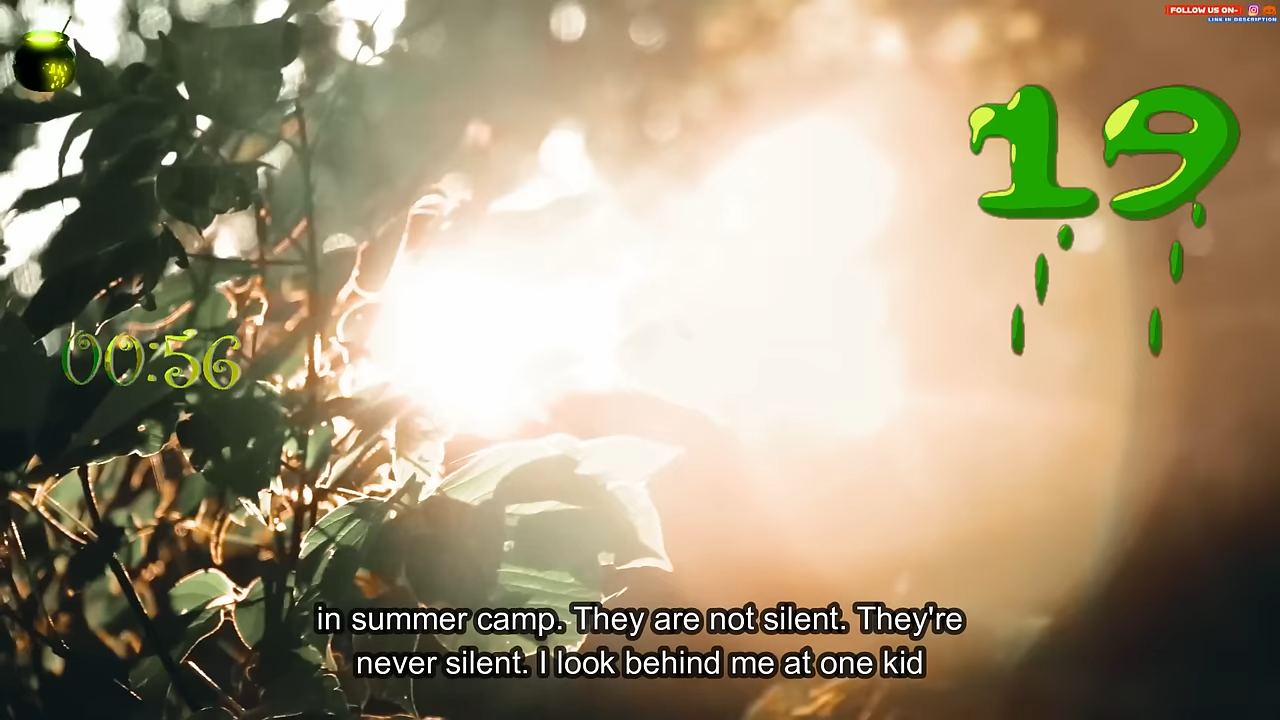 FOLLOW US ON-
LINK IN DESCRIPTION
19
00:56
in summer camp. They are not silent. They're
never silent. I look behind me at one kid